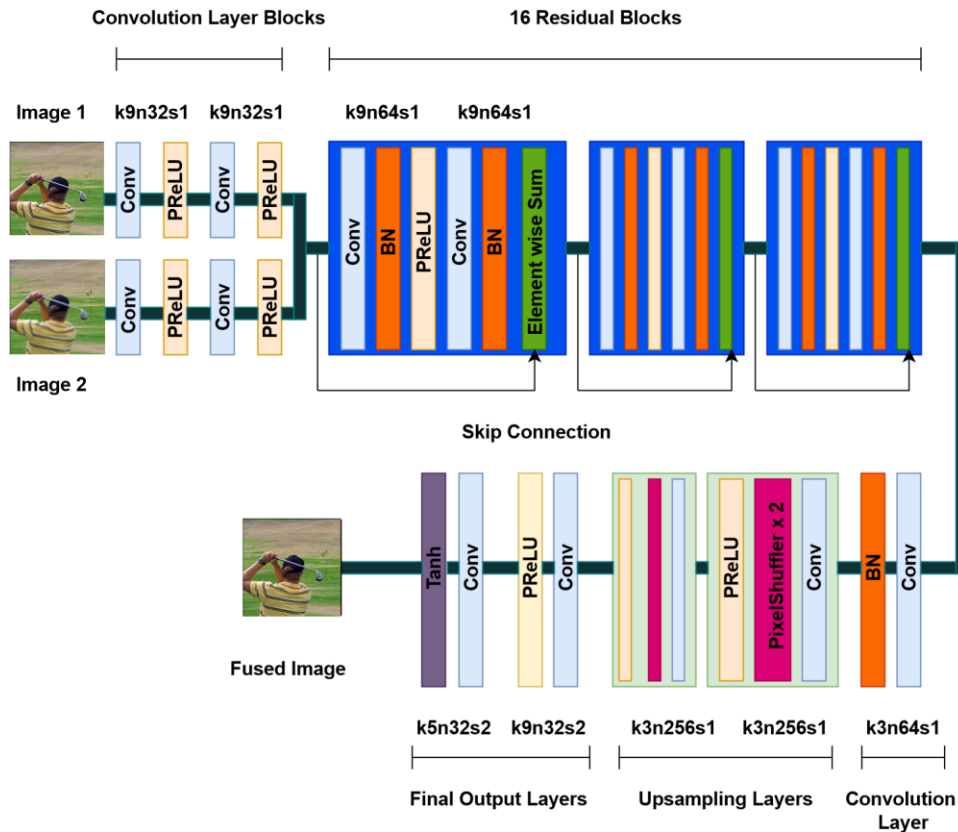 Convolution Layer Blocks
16 Residual Blocks
Image 1
k9n32s1
k9n32s1
k9n64s1
k9n64s1
Conv
PReLU
Conv
PReLU
Conv
PReLU
Conv
PReLU
Conv
BN
PReLU
Conv
BN
Element wise Sum
Image 2
Skip Connection
Tanh
Conv
PReLU
Conv
PReLU
PixelShuffler x 2
Conv
BN
Conv
Fused Image
k5n32s2
k9n32s2
k3n256s1
k3n256s1
k3n64s1
Final Output Layers
Upsampling Layers
Convolution
Layer